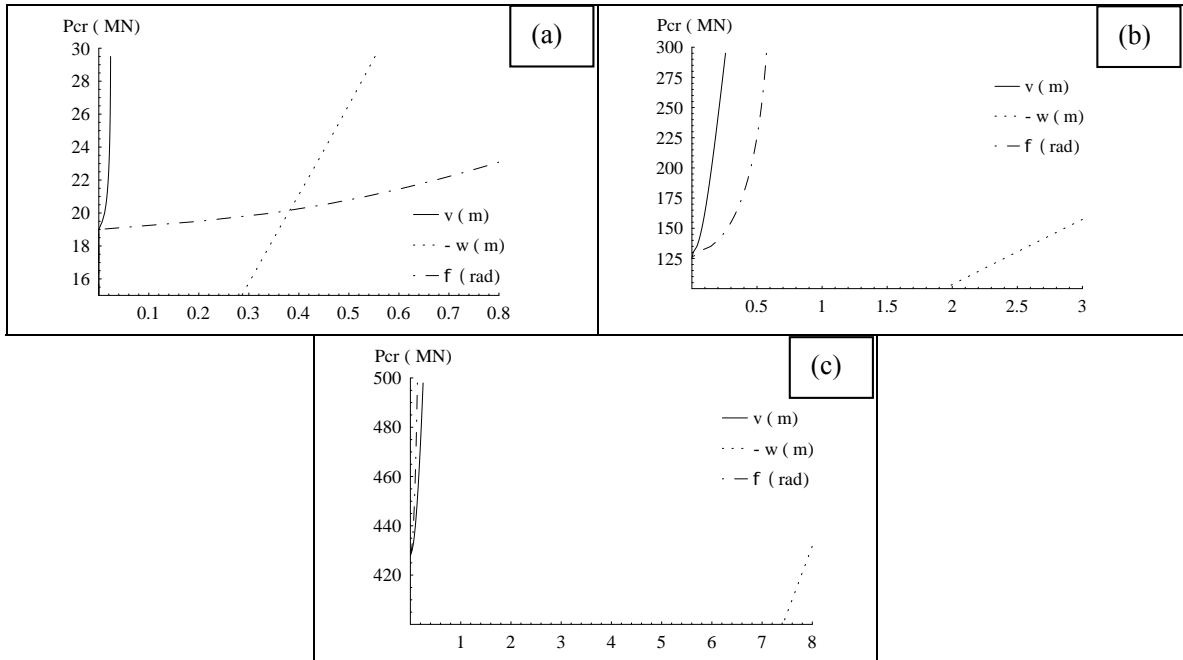 Pcr ( MN)
(a)
30
28
26
24
22
20
18
16
v ( m)
- w ( m)
f ( rad)
0.1 0.2 0.3 0.4 0.5 0.6 0.7 0.8
Pcr ( MN)
(b)
300
275
250
225
200
175
150
125
v ( m)
- w ( m)
f ( rad)
0.5 1 1.5 2 2.5 3
Pcr ( MN)
(c)
500
480
460
440
420
v ( m)
- w ( m)
f ( rad)
1 2 3 4 5 6 7 8